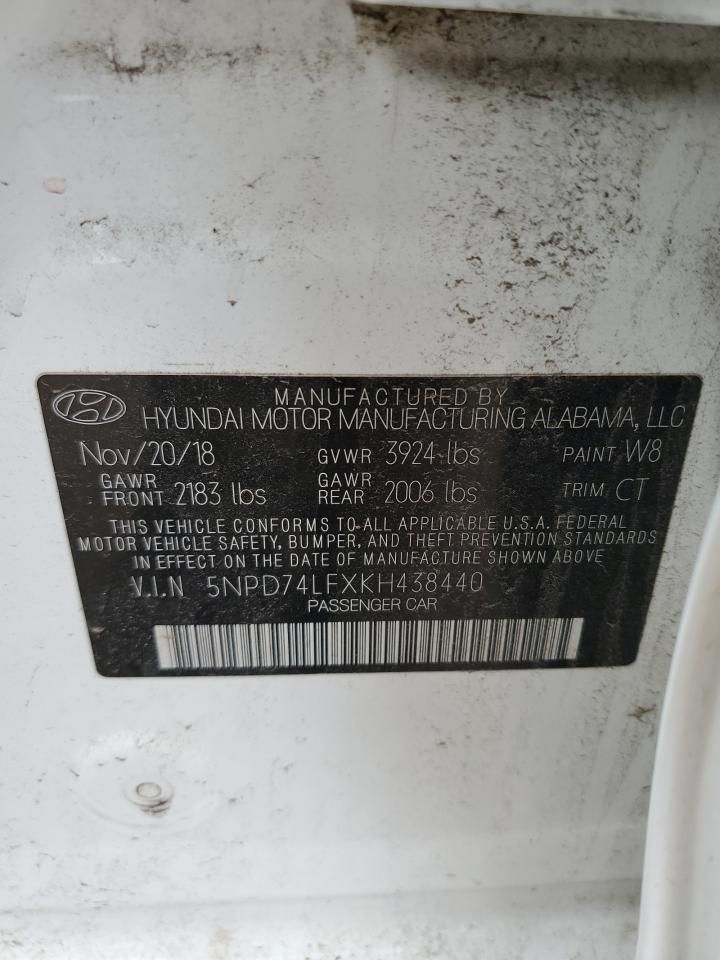 MANUFACTURED BY
HYUNDAI MOTOR MANUFACTURING ALABAMA, LLC
Nov/20/18 GVWR 3924 lbs PAINT W8
GAWR FRONT 2183 lbs GAWR REAR 2006 lbs TRIM CT
THIS VEHICLE CONFORMS TO ALL APPLICABLE U.S.A. FEDERAL
MOTOR VEHICLE SAFETY, BUMPER, AND THEFT PREVENTION STANDARDS
IN EFFECT ON THE DATE OF MANUFACTURE SHOWN ABOVE
V.I.N 5NPD74LFXKH438440
PASSENGER CAR